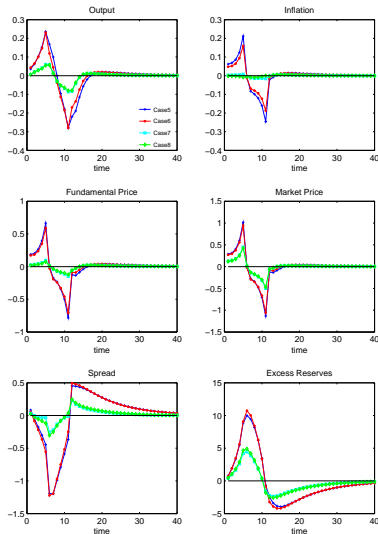 Output
0.3
0.2
0.1
0
−0.1
−0.2
−0.3
−0.4
0 10 20 30 40
time
Case5
Case6
Case7
Case8
Inflation
0.3
0.2
0.1
0
−0.1
−0.2
−0.3
−0.4
0 10 20 30 40
time
Fundamental Price
1
0.5
0
−0.5
−1
0 10 20 30 40
time
Market Price
1.5
1
0.5
0
−0.5
−1
−1.5
0 10 20 30 40
time
Spread
0.5
0
−0.5
−1
−1.5
0 10 20 30 40
time
Excess Reserves
15
10
5
0
−5
0 10 20 30 40
time